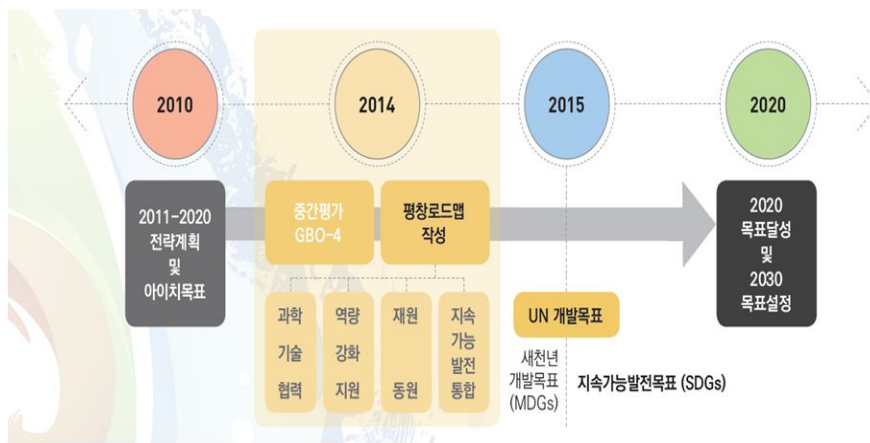 2010
2014
2015
2020
2011-2020
전략계획
및
아이치목표
중간평가
GBO-4
평창로드맵
작성
2020
목표달성
및
2030
목표설정
과학
기술
협력
역량
강화
지원
재원
동원
지속
가능
발전
통합
UN 개발목표
새천년
개발목표
(MDGs)
지속가능발전목표 (SDGs)